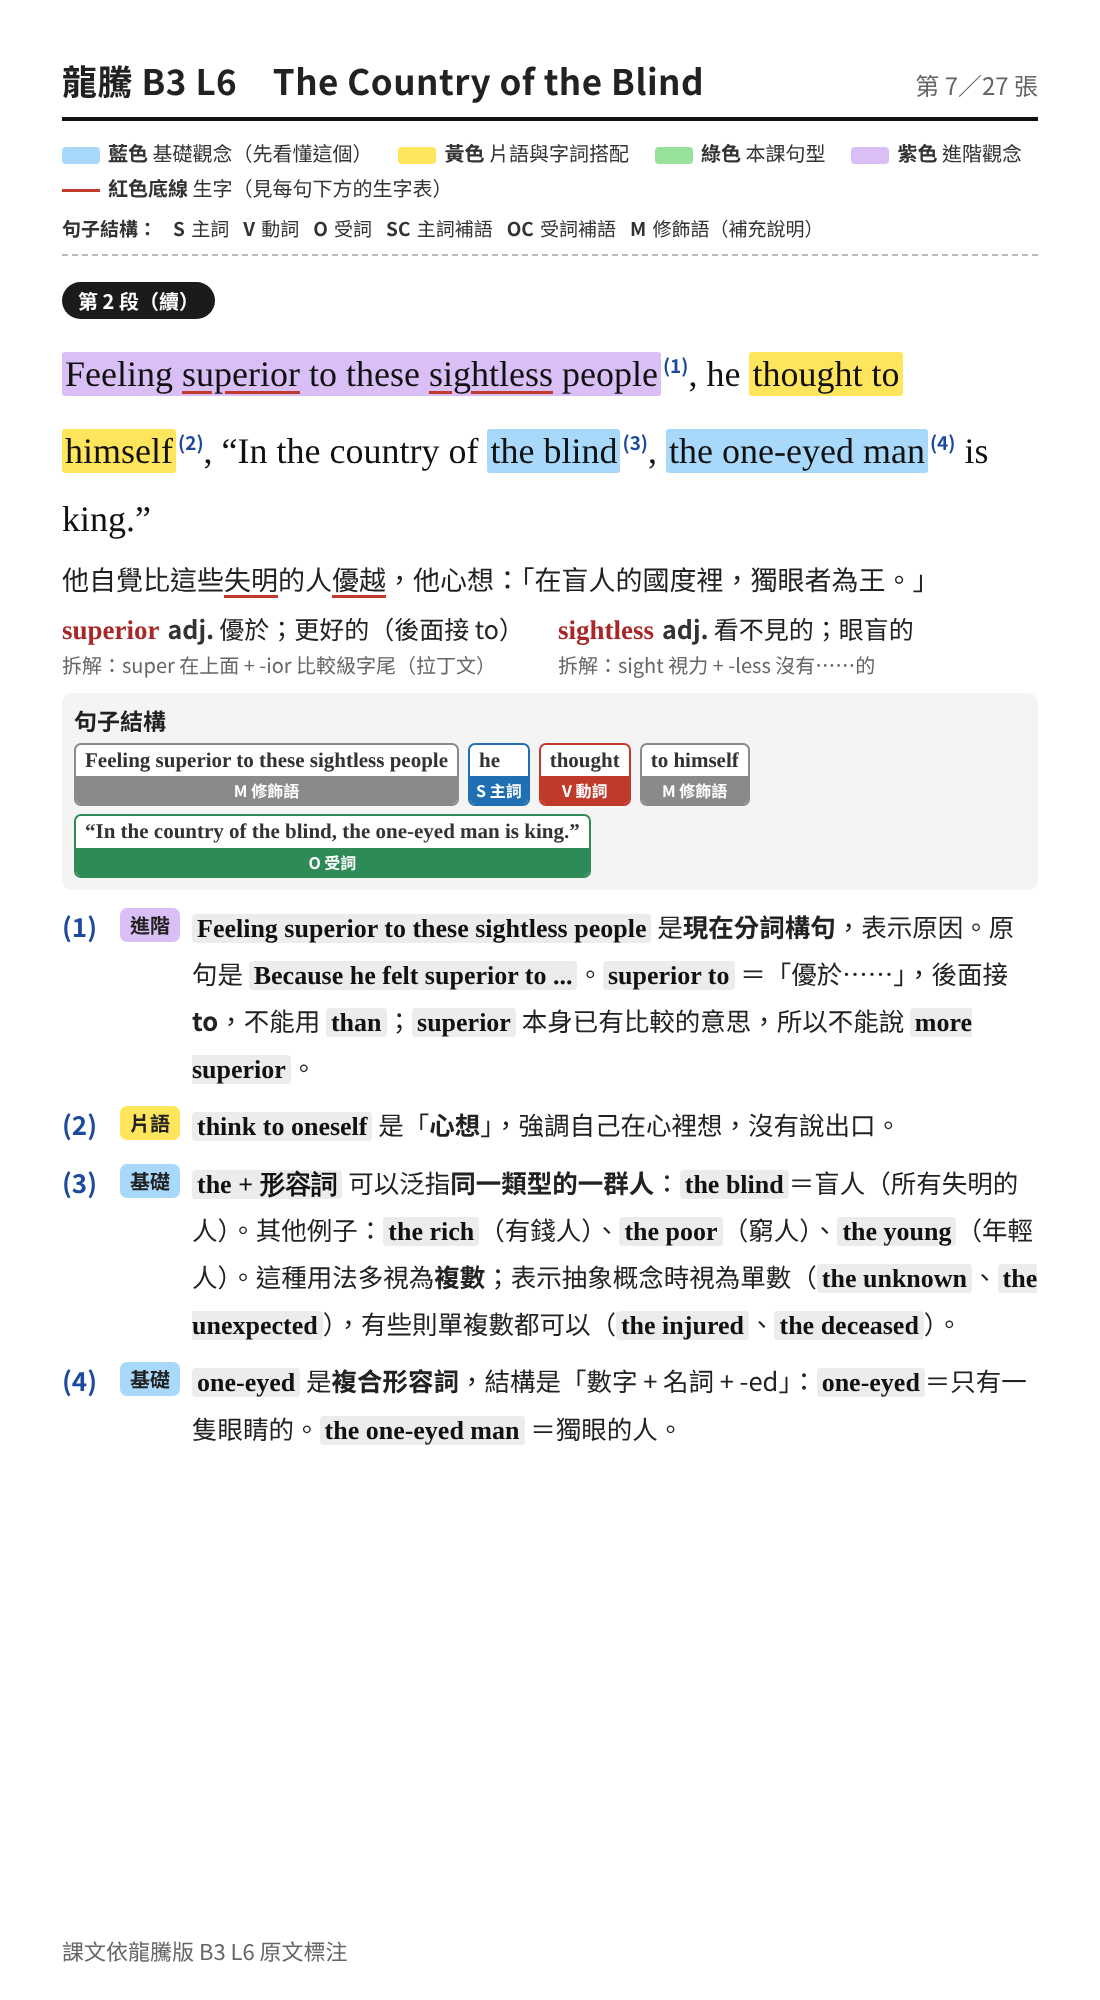 龍騰 B3 L6　The Country of the Blind
第 7／27 張
藍色 基礎觀念（先看懂這個）　黃色 片語與字詞搭配　綠色 本課句型　紫色 進階觀念
紅色底線 生字（見每句下方的生字表）
句子結構： S 主詞 V 動詞 O 受詞 SC 主詞補語 OC 受詞補語 M 修飾語（補充說明）
第 2 段（續）
Feeling superior to these sightless people(1), he thought to
himself(2), “In the country of the blind(3), the one-eyed man(4) is
king.”
他自覺比這些失明的人優越，他心想：「在盲人的國度裡，獨眼者為王。」
superior adj. 優於；更好的（後面接 to）　sightless adj. 看不見的；眼盲的
拆解：super 在上面 + -ior 比較級字尾（拉丁文）　拆解：sight 視力 + -less 沒有……的
句子結構
Feeling superior to these sightless people　he　thought　to himself
M 修飾語　S 主詞　V 動詞　M 修飾語
“In the country of the blind, the one-eyed man is king.”
O 受詞
(1) 進階 Feeling superior to these sightless people 是現在分詞構句，表示原因。原
句是 Because he felt superior to ...。superior to ＝「優於……」，後面接
to，不能用 than；superior 本身已有比較的意思，所以不能說 more
superior。
(2) 片語 think to oneself 是「心想」，強調自己在心裡想，沒有說出口。
(3) 基礎 the + 形容詞 可以泛指同一類型的一群人：the blind＝盲人（所有失明的
人）。其他例子：the rich（有錢人）、the poor（窮人）、the young（年輕
人）。這種用法多視為複數；表示抽象概念時視為單數（the unknown、the
unexpected），有些則單複數都可以（the injured、the deceased）。
(4) 基礎 one-eyed 是複合形容詞，結構是「數字 + 名詞 + -ed」：one-eyed＝只有一
隻眼睛的。the one-eyed man ＝獨眼的人。
課文依龍騰版 B3 L6 原文標注